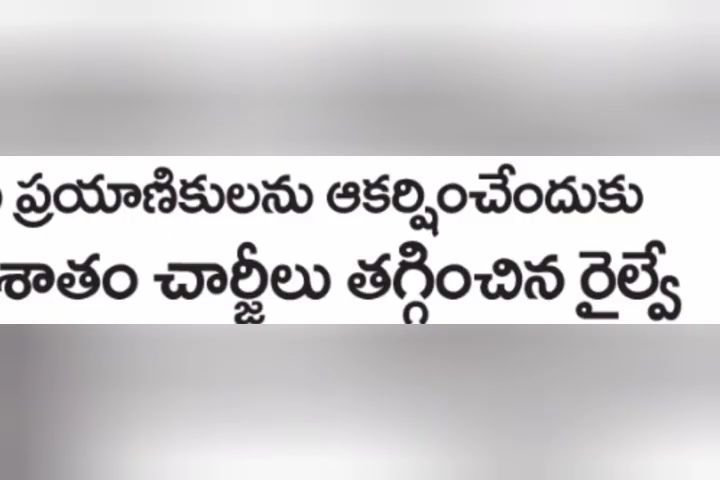 ప్రయాణికులను ఆకర్షించేందుకు
శాతం చార్జీలు తగ్గించిన రైల్వే